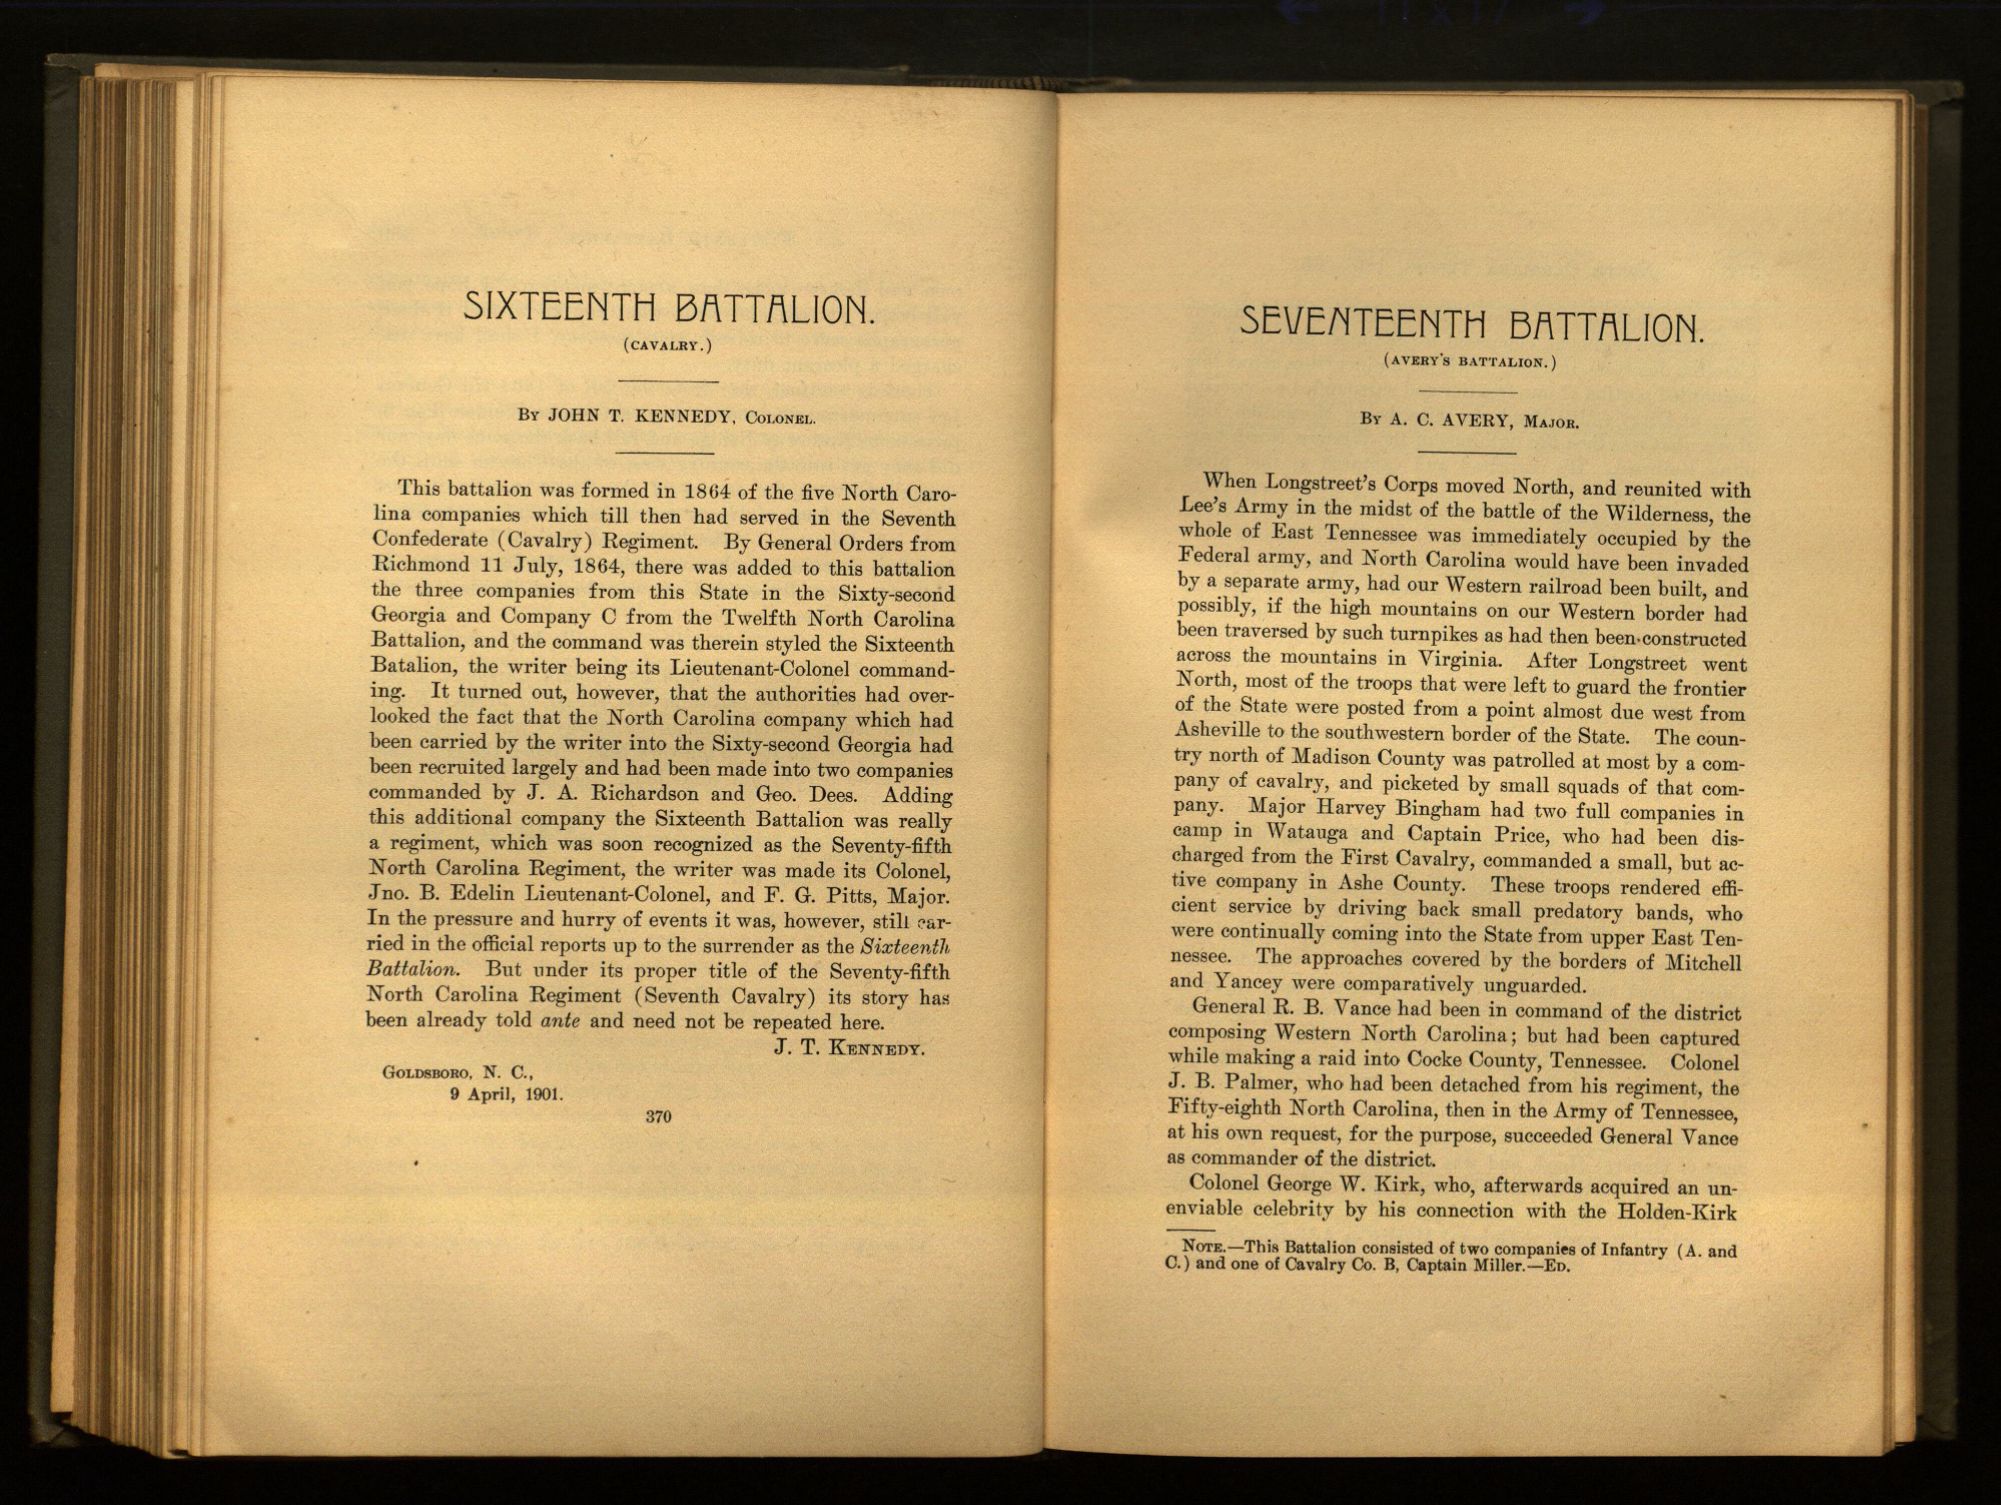 SIXTEENTH BATTALION.
(CAVALRY.)
By JOHN T. KENNEDY, Colonel.
This battalion was formed in 1864 of the five North Caro-
lina companies which till then had served in the Seventh
Confederate (Cavalry) Regiment. By General Orders from
Richmond 11 July, 1864, there was added to this battalion
the three companies from this State in the Sixty-second
Georgia and Company C from the Twelfth North Carolina
Battalion, and the command was therein styled the Sixteenth
Batalion, the writer being its Lieutenant-Colonel command-
ing. It turned out, however, that the authorities had over-
looked the fact that the North Carolina company which had
been carried by the writer into the Sixty-second Georgia had
been recruited largely and had been made into two companies
commanded by J. A. Richardson and Geo. Dees. Adding
this additional company the Sixteenth Battalion was really
a regiment, which was soon recognized as the Seventy-fifth
North Carolina Regiment, the writer was made its Colonel,
Jno. B. Edelin Lieutenant-Colonel, and F. G. Pitts, Major.
In the pressure and hurry of events it was, however, still car-
ried in the official reports up to the surrender as the Sixteenth
Battalion. But under its proper title of the Seventy-fifth
North Carolina Regiment (Seventh Cavalry) its story has
been already told ante and need not be repeated here.
J. T. Kennedy.
Goldsboro, N. C.,
9 April, 1901.
370
SEVENTEENTH BATTALION.
(AVERY'S BATTALION.)
By A. C. AVERY, Major.
When Longstreet's Corps moved North, and reunited with
Lee's Army in the midst of the battle of the Wilderness, the
whole of East Tennessee was immediately occupied by the
Federal army, and North Carolina would have been invaded
by a separate army, had our Western railroad been built, and
possibly, if the high mountains on our Western border had
been traversed by such turnpikes as had then been constructed
across the mountains in Virginia. After Longstreet went
North, most of the troops that were left to guard the frontier
of the State were posted from a point almost due west from
Asheville to the southwestern border of the State. The coun-
try north of Madison County was patrolled at most by a com-
pany of cavalry, and picketed by small squads of that com-
pany. Major Harvey Bingham had two full companies in
camp in Watauga and Captain Price, who had been dis-
charged from the First Cavalry, commanded a small, but ac-
tive company in Ashe County. These troops rendered effi-
cient service by driving back small predatory bands, who
were continually coming into the State from upper East Ten-
nessee. The approaches covered by the borders of Mitchell
and Yancey were comparatively unguarded.
General R. B. Vance had been in command of the district
composing Western North Carolina; but had been captured
while making a raid into Cocke County, Tennessee. Colonel
J. B. Palmer, who had been detached from his regiment, the
Fifty-eighth North Carolina, then in the Army of Tennessee,
at his own request, for the purpose, succeeded General Vance
as commander of the district.
Colonel George W. Kirk, who, afterwards acquired an un-
enviable celebrity by his connection with the Holden-Kirk
Note.—This Battalion consisted of two companies of Infantry (A. and
C.) and one of Cavalry Co. B, Captain Miller.—Ed.